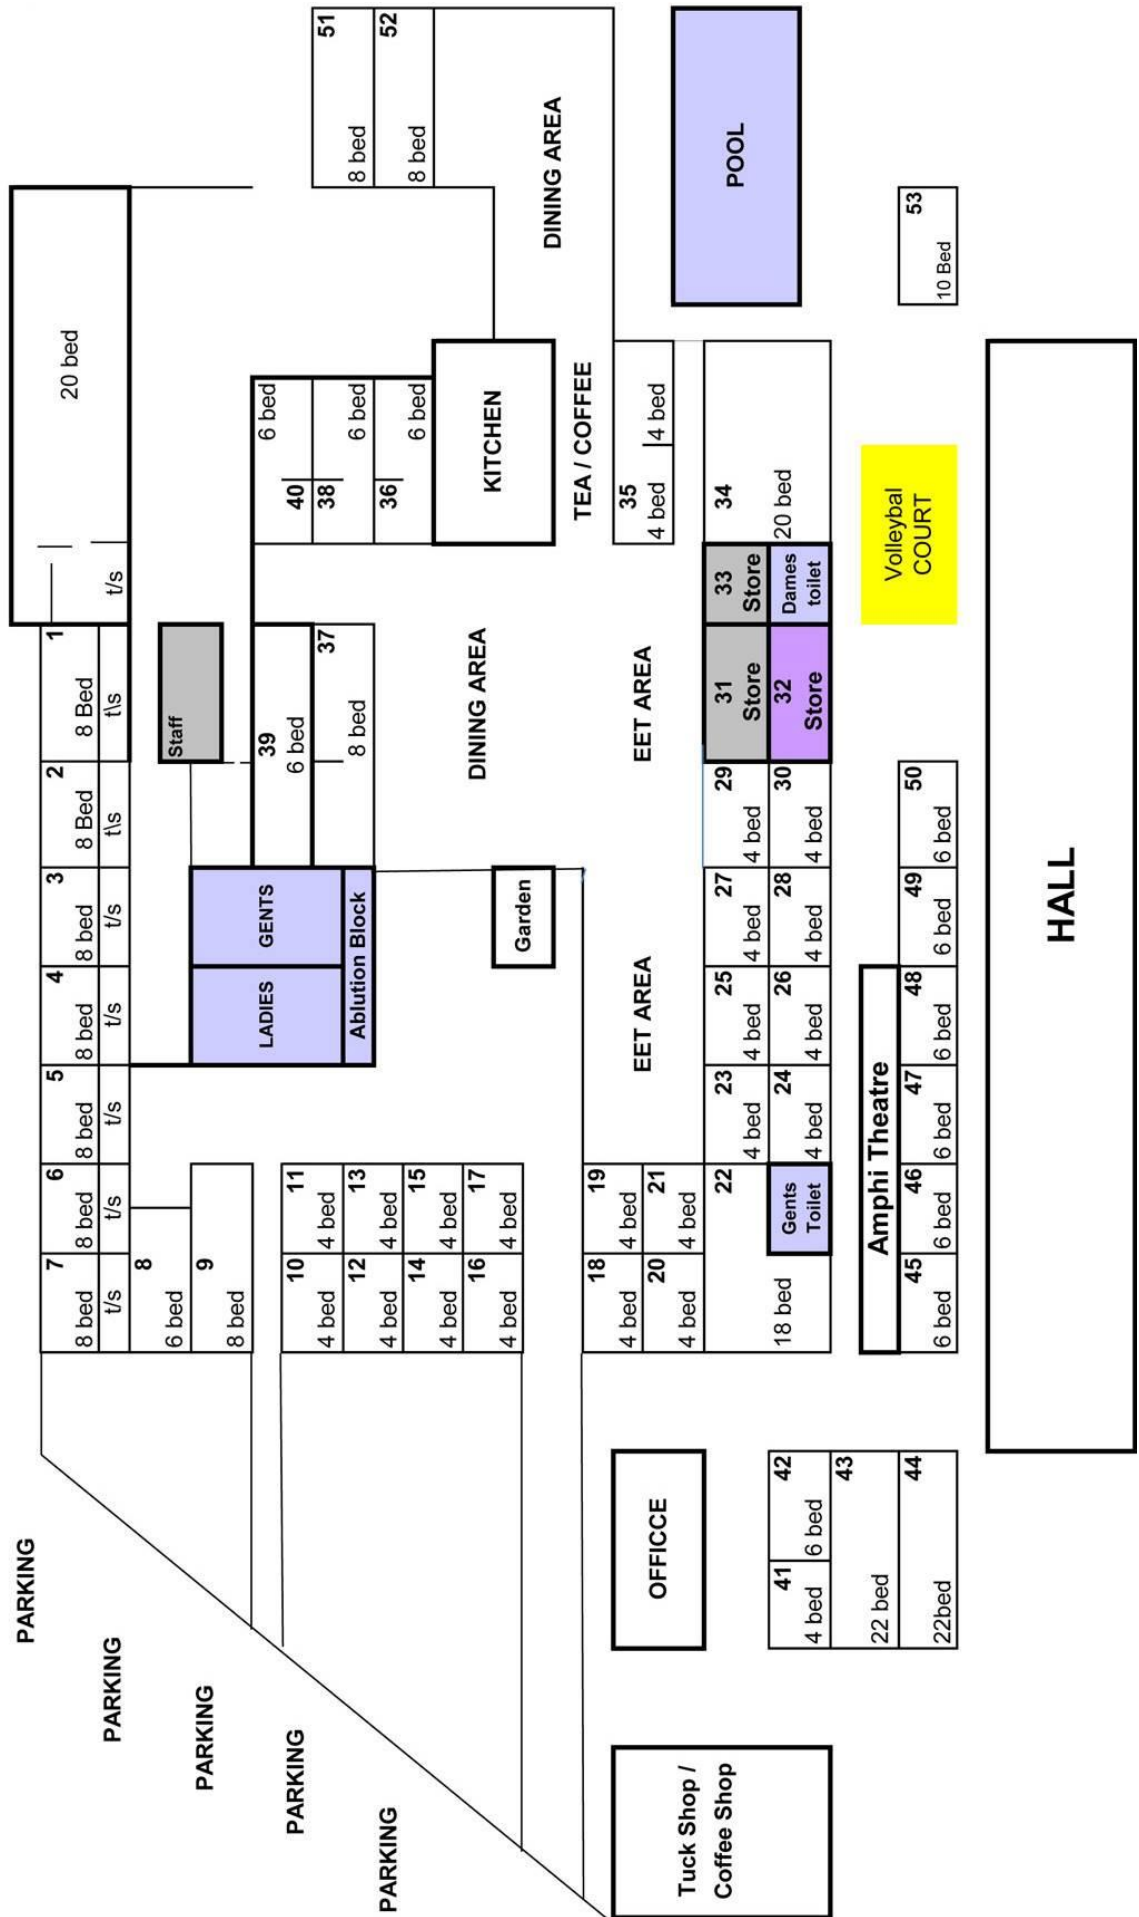 PARKING
PARKING
PARKING
PARKING
PARKING
7
8 bed
t/s
6
8 bed
t/s
5
8 bed
t/s
4
8 bed
t/s
3
8 bed
t/s
2
8 Bed
t\s
1
8 Bed
t\s
20 bed
t/s
8
6 bed
9
8 bed
Staff
LADIES
GENTS
Ablution Block
39
6 bed
37
8 bed
40
6 bed
38
6 bed
36
6 bed
51
8 bed
52
8 bed
10
4 bed
11
4 bed
12
4 bed
13
4 bed
14
4 bed
15
4 bed
16
4 bed
17
4 bed
Garden
DINING AREA
KITCHEN
DINING AREA
TEA / COFFEE
18
4 bed
19
4 bed
20
4 bed
21
4 bed
EET AREA
EET AREA
35
4 bed
4 bed
POOL
Tuck Shop /
Coffee Shop
OFFICCE
22
18 bed
Gents
Toilet
23
4 bed
24
4 bed
25
4 bed
26
4 bed
27
4 bed
28
4 bed
29
4 bed
30
4 bed
31
Store
32
Store
33
Store
Dames
toilet
34
20 bed
41
4 bed
42
6 bed
43
22 bed
44
22bed
Amphi Theatre
Volleybal
COURT
45
6 bed
46
6 bed
47
6 bed
48
6 bed
49
6 bed
50
6 bed
53
10 Bed
HALL